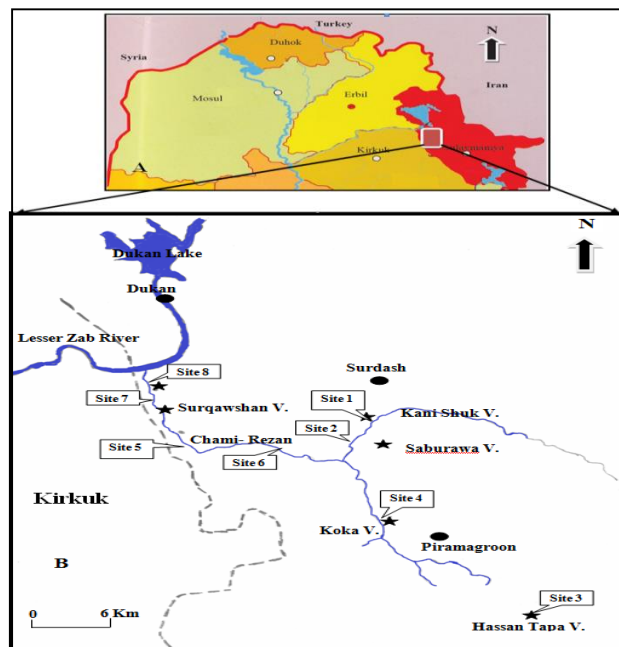 Turkey
N
Syria
Duhok
Iran
Mosul
Erbil
Kirkuk
A
N
Dukan Lake
Dukan
Lesser Zab River
Site 8
Surdash
Site 7
Site 1
Surqawshan V.
Kani Shuk V.
Site 2
Chami- Rezan
Site 5
Saburawa V.
Site 6
Kirkuk
Site 4
Koka V.
Piramagroon
B
0 6 Km
Site 3
Hassan Tapa V.